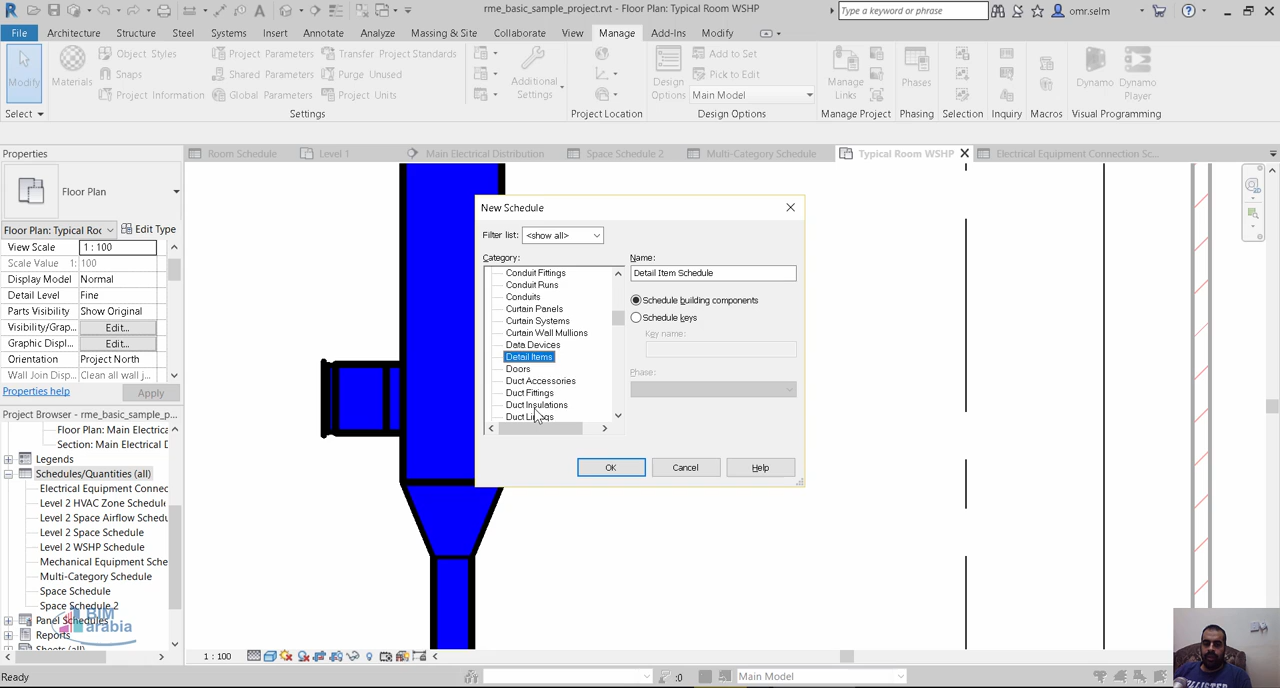 rme_basic_sample_project.rvt - Floor Plan: Typical Room WSHP
Type a keyword or phrase
omr.selm
File Architecture Structure Steel Systems Insert Annotate Analyze Massing & Site Collaborate View Manage Add-Ins Modify
Object Styles Project Parameters Transfer Project Standards
Snaps Shared Parameters Purge Unused
Project Information Global Parameters Project Units
Modify
Materials
Additional Settings
Design Options
Add to Set
Pick to Edit
Main Model
Manage Links
Phases
Dynamo
Dynamo Player
Select
Settings
Project Location
Design Options
Manage Project
Phasing
Selection
Inquiry
Macros
Visual Programming
Properties
Room Schedule
Level 1
Main Electrical Distribution
Space Schedule 2
Multi-Category Schedule
Typical Room WSHP
Electrical Equipment Connection Sc...
Floor Plan
Floor Plan: Typical Roo
Edit Type
View Scale 1 : 100
Scale Value 1: 100
Display Model Normal
Detail Level Fine
Parts Visibility Show Original
Visibility/Grap... Edit...
Graphic Displ... Edit...
Orientation Project North
Wall Join Disp... Clean all wall j...
Properties help
Apply
Project Browser - rme_basic_sample_p...
Floor Plan: Main Electrica
Section: Main Electrical D
Legends
Schedules/Quantities (all)
Electrical Equipment Connec
Level 2 HVAC Zone Schedule
Level 2 Space Airflow Schedu
Level 2 Space Schedule
Level 2 WSHP Schedule
Mechanical Equipment Sche
Multi-Category Schedule
Space Schedule
Space Schedule 2
Panel Schedules
Reports
Sheets (all)
BIM
arabia
New Schedule
Filter list: <show all>
Category:
Conduit Fittings
Conduit Runs
Conduits
Curtain Panels
Curtain Systems
Curtain Wall Mullions
Data Devices
Detail Items
Doors
Duct Accessories
Duct Fittings
Duct Insulations
Duct Linings
Name:
Detail Item Schedule
Schedule building components
Schedule keys
Key name:
Phase:
OK
Cancel
Help
1 : 100
Ready
:0
Main Model